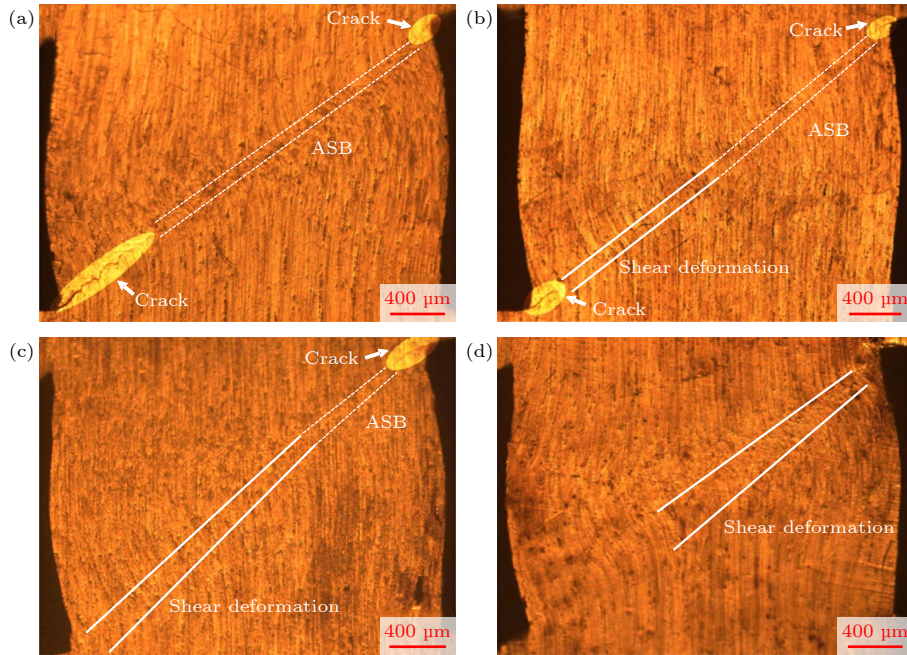 (a)
Crack
ASB
Crack
400 µm
(b)
Crack
ASB
Shear deformation
Crack
400 µm
(c)
Crack
ASB
Shear deformation
400 µm
(d)
Shear deformation
400 µm